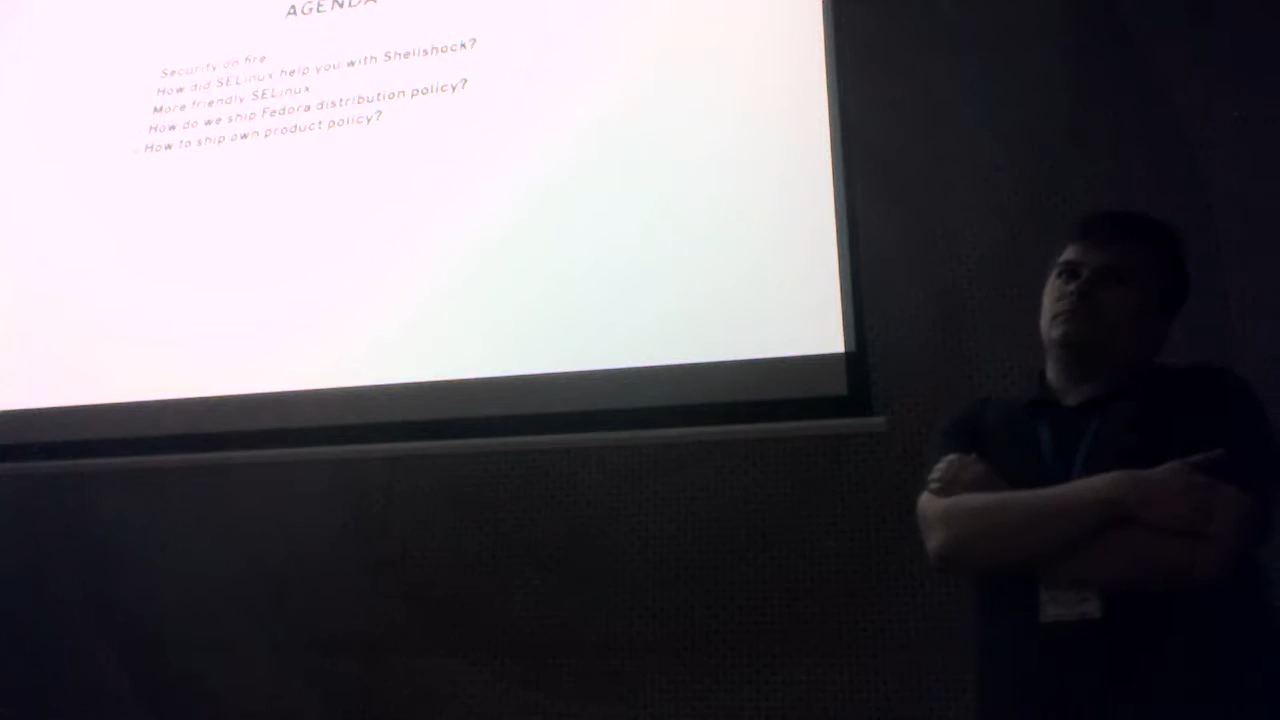 AGENDA
Security on fire
How did SELinux help you with Shellshock?
More friendly SELinux
How do we ship Fedora distribution policy?
How to ship own product policy?